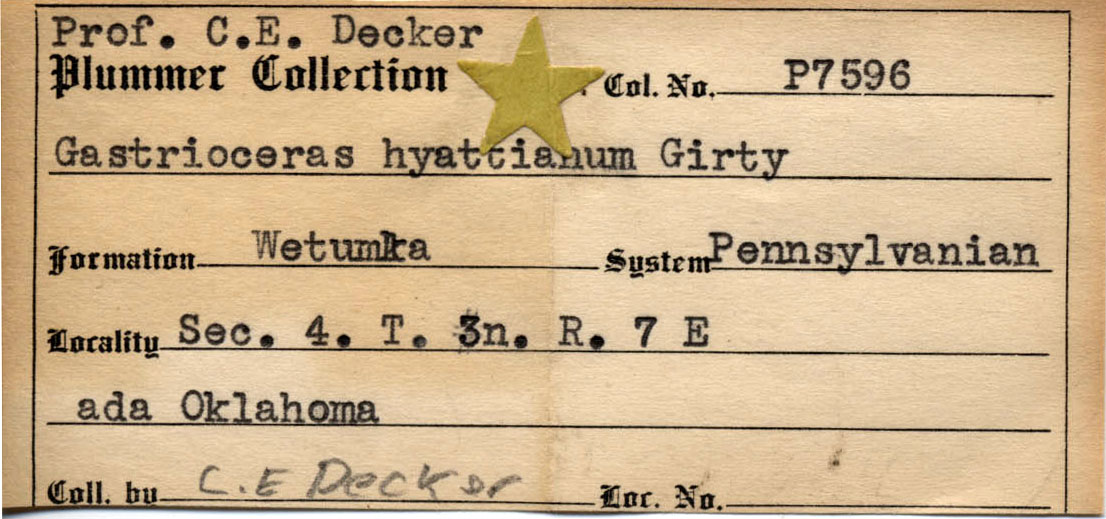 Prof. C.E. Decker
Plummer Collection Col. No. P7596
Gastrioceras hyattianum Girty
Formation Wetumka System Pennsylvanian
Locality Sec. 4. T. 3n. R. 7 E
ada Oklahoma
Coll. by C.E Decker Loc. No.